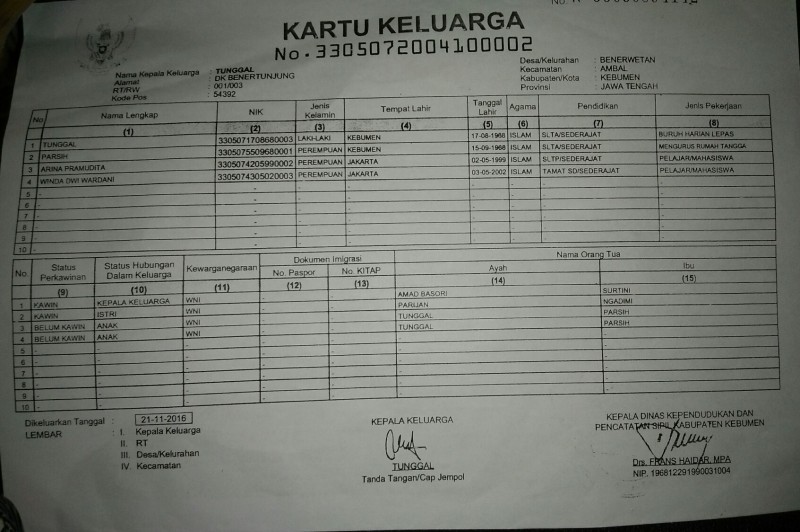 KARTU KELUARGA
No. 3305072004100002
Nama Kepala Keluarga : TUNGGAL
Alamat : DK BENERTUNJUNG
RT/RW : 001/003
Kode Pos : 54392
Desa/Kelurahan : BENERWETAN
Kecamatan : AMBAL
Kabupaten/Kota : KEBUMEN
Provinsi : JAWA TENGAH
No Nama Lengkap NIK Jenis Kelamin Tempat Lahir Tanggal Lahir Agama Pendidikan Jenis Pekerjaan
(1) (2) (3) (4) (5) (6) (7) (8)
1 TUNGGAL 3305071708680003 LAKI-LAKI KEBUMEN 17-08-1968 ISLAM SLTA/SEDERAJAT BURUH HARIAN LEPAS
2 PARSIH 3305075509680001 PEREMPUAN KEBUMEN 15-09-1968 ISLAM SLTA/SEDERAJAT MENGURUS RUMAH TANGGA
3 ARINA PRAMUDITA 3305074205990002 PEREMPUAN JAKARTA 02-05-1999 ISLAM SLTP/SEDERAJAT PELAJAR/MAHASISWA
4 WINDA DWI WARDANI 3305074305020003 PEREMPUAN JAKARTA 03-05-2002 ISLAM TAMAT SD/SEDERAJAT PELAJAR/MAHASISWA
5 - - - - - - - -
6 - - - - - - - -
7 - - - - - - - -
8 - - - - - - - -
9 - - - - - - - -
10 - - - - - - - -
No. Status Perkawinan Status Hubungan Dalam Keluarga Kewarganegaraan Dokumen Imigrasi Nama Orang Tua
No. Paspor No. KITAP Ayah Ibu
(9) (10) (11) (12) (13) (14) (15)
1 KAWIN KEPALA KELUARGA WNI - - AMAD BASORI SURTINI
2 KAWIN ISTRI WNI - - PARIJAN NGADIMI
3 BELUM KAWIN ANAK WNI - - TUNGGAL PARSIH
4 BELUM KAWIN ANAK WNI - - TUNGGAL PARSIH
5 - - - - - - -
6 - - - - - - -
7 - - - - - - -
8 - - - - - - -
9 - - - - - - -
10 - - - - - - -
Dikeluarkan Tanggal : 21-11-2016
LEMBAR : I. Kepala Keluarga
II. RT
III. Desa/Kelurahan
IV. Kecamatan
KEPALA KELUARGA
TUNGGAL
Tanda Tangan/Cap Jempol
KEPALA DINAS KEPENDUDUKAN DAN
PENCATATAN SIPIL KABUPATEN KEBUMEN
Drs. FRANS HAIDAR, MPA
NIP. 196812291990031004